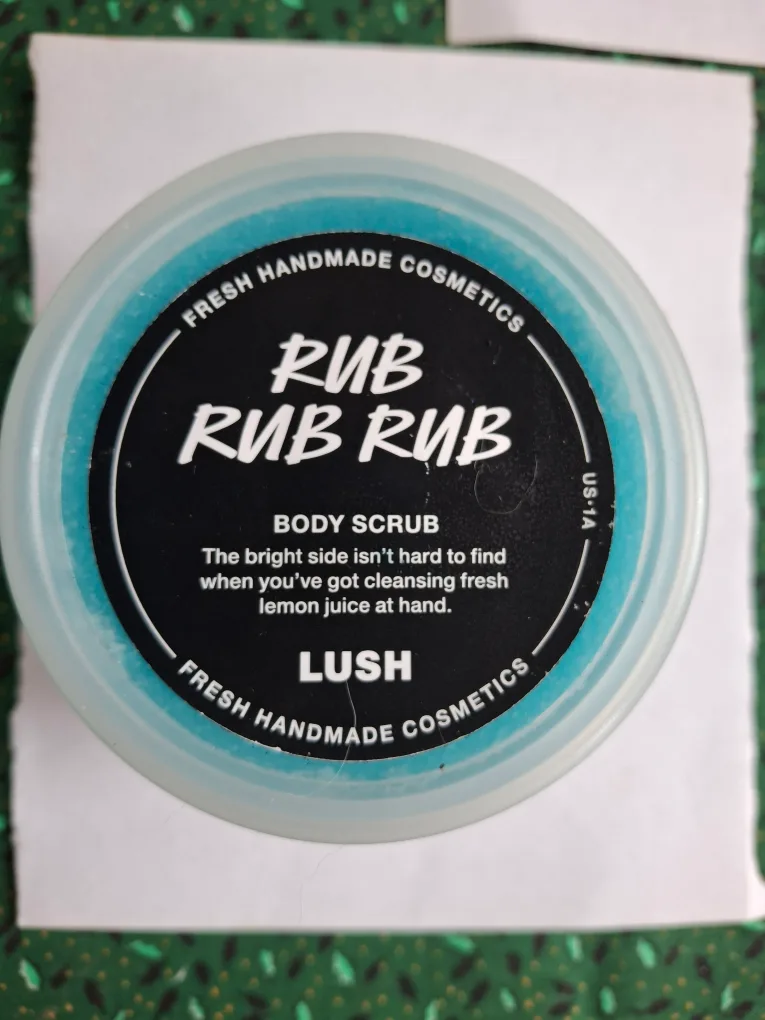 FRESH HANDMADE COSMETICS
RUB
RUB RUB
US·1A
BODY SCRUB
The bright side isn't hard to find
when you've got cleansing fresh
lemon juice at hand.
LUSH
FRESH HANDMADE COSMETICS